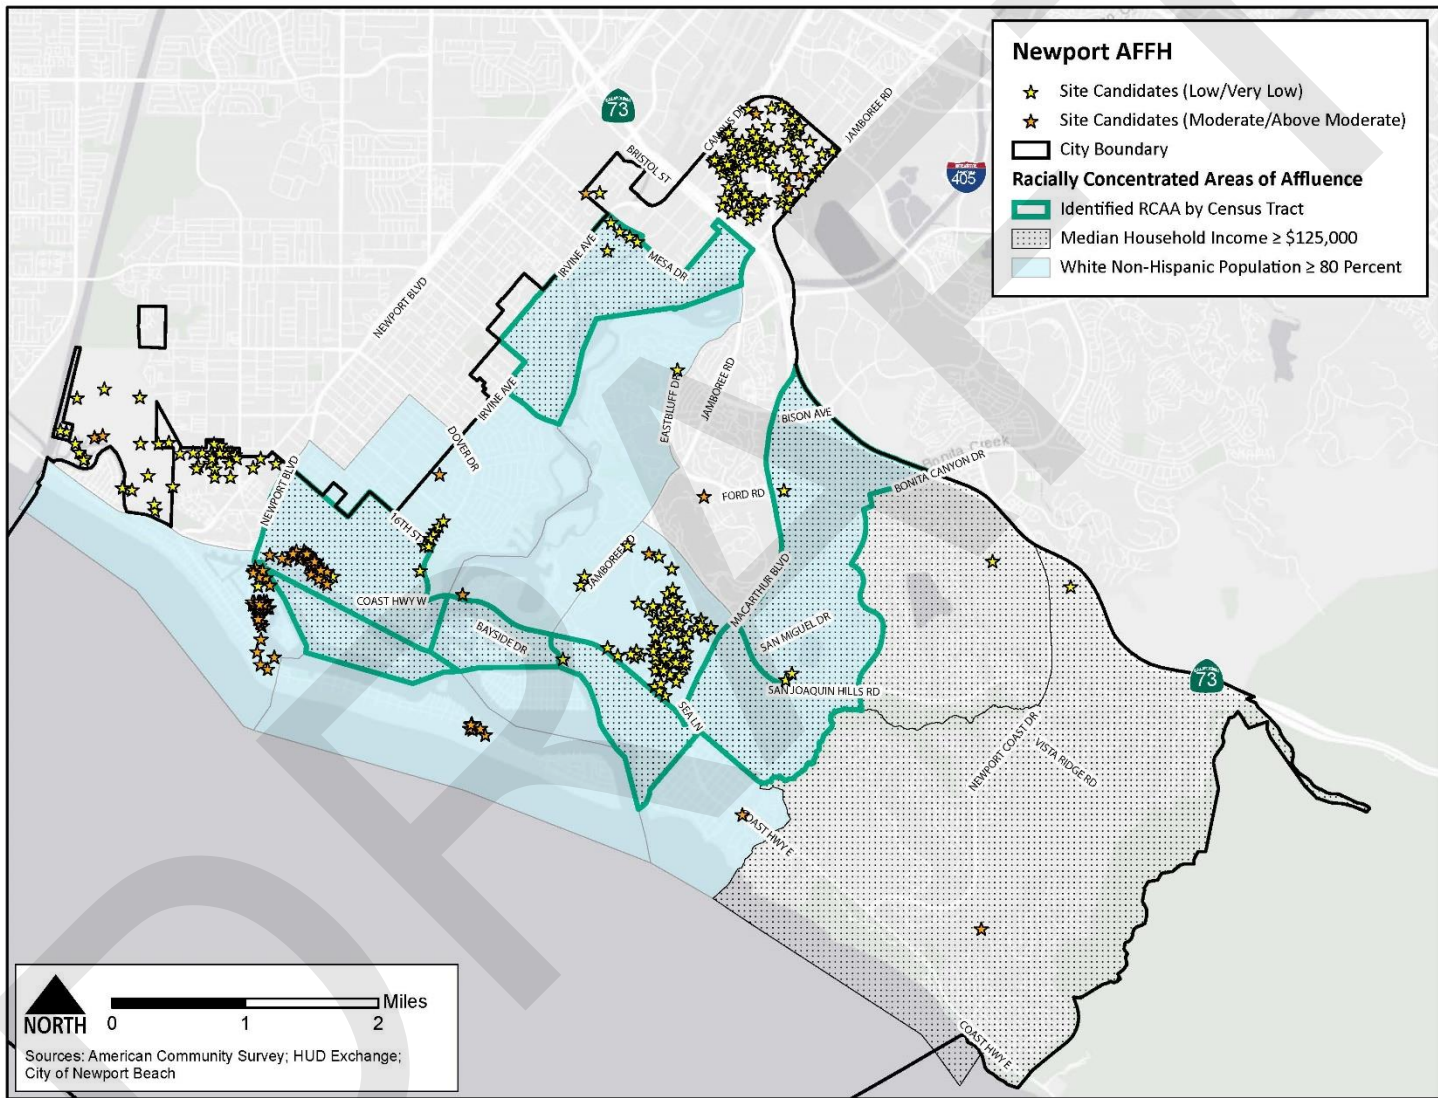 Newport AFFH
Site Candidates (Low/Very Low)
Site Candidates (Moderate/Above Moderate)
City Boundary
Racially Concentrated Areas of Affluence
Identified RCAA by Census Tract
Median Household Income ≥ $125,000
White Non-Hispanic Population ≥ 80 Percent
73
CAMPUS DR
JAMBOREE RD
BRISTOL ST
405
IRVINE AVE
MESA DR
NEWPORT BLVD
EASTBLUFF DR
JAMBOREE RD
IRVINE AVE
BISON AVE
DOVER DR
Bonita Creek
BONITA CANYON DR
NEWPORT BLVD
FORD RD
16TH ST
JAMBOREE RD
MACARTHUR BLVD
COAST HWY W
BAYSIDE DR
SAN MIGUEL DR
SAN JOAQUIN HILLS RD
73
SEA LN
NEWPORT COAST DR
VISTA RIDGE RD
COAST HWY E
COAST HWY E
DRAFT
NORTH
0 1 2 Miles
Sources: American Community Survey; HUD Exchange;
City of Newport Beach